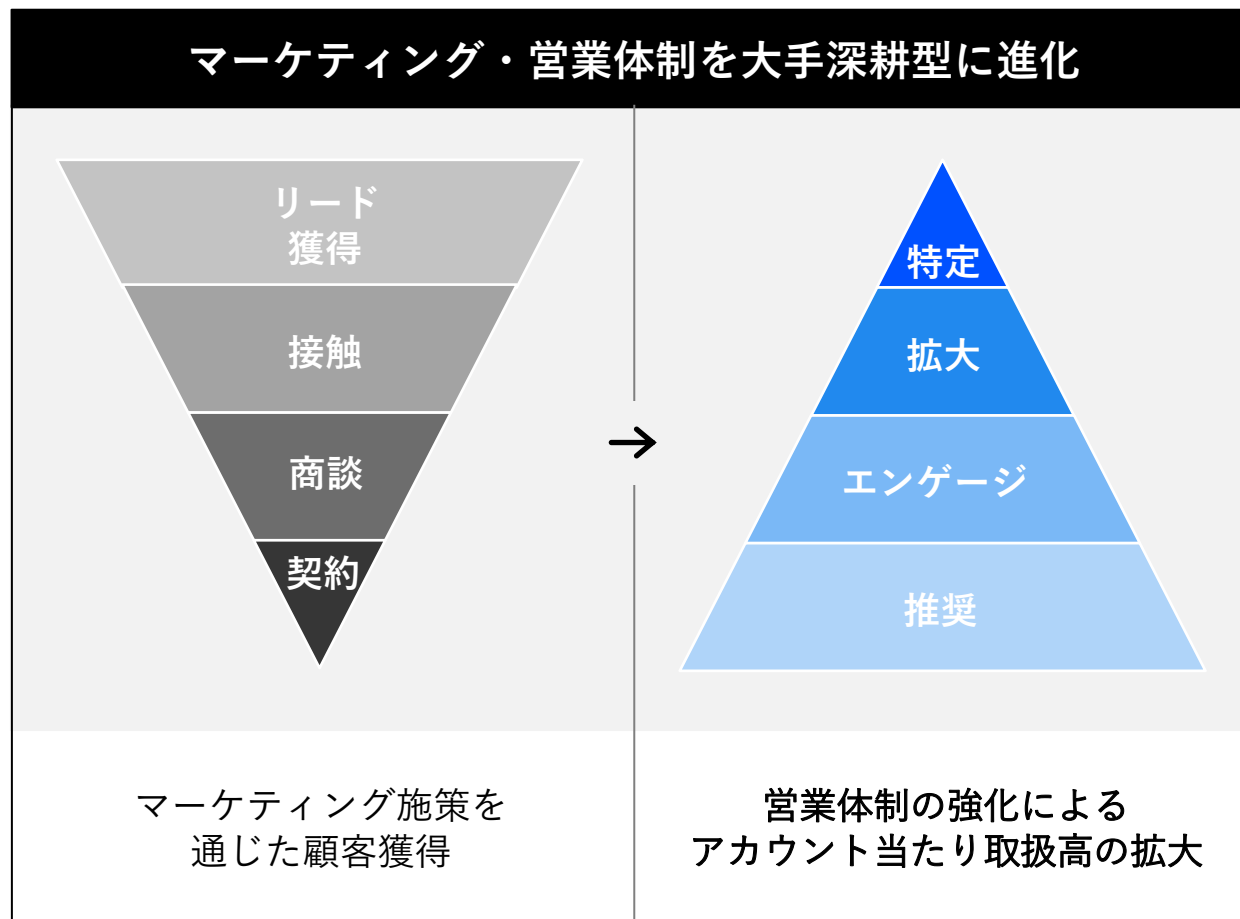 マーケティング・営業体制を大手深耕型に進化
リード
獲得
接触
商談
契約
特定
拡大
エンゲージ
推奨
マーケティング施策を
通じた顧客獲得
営業体制の強化による
アカウント当たり取扱高の拡大